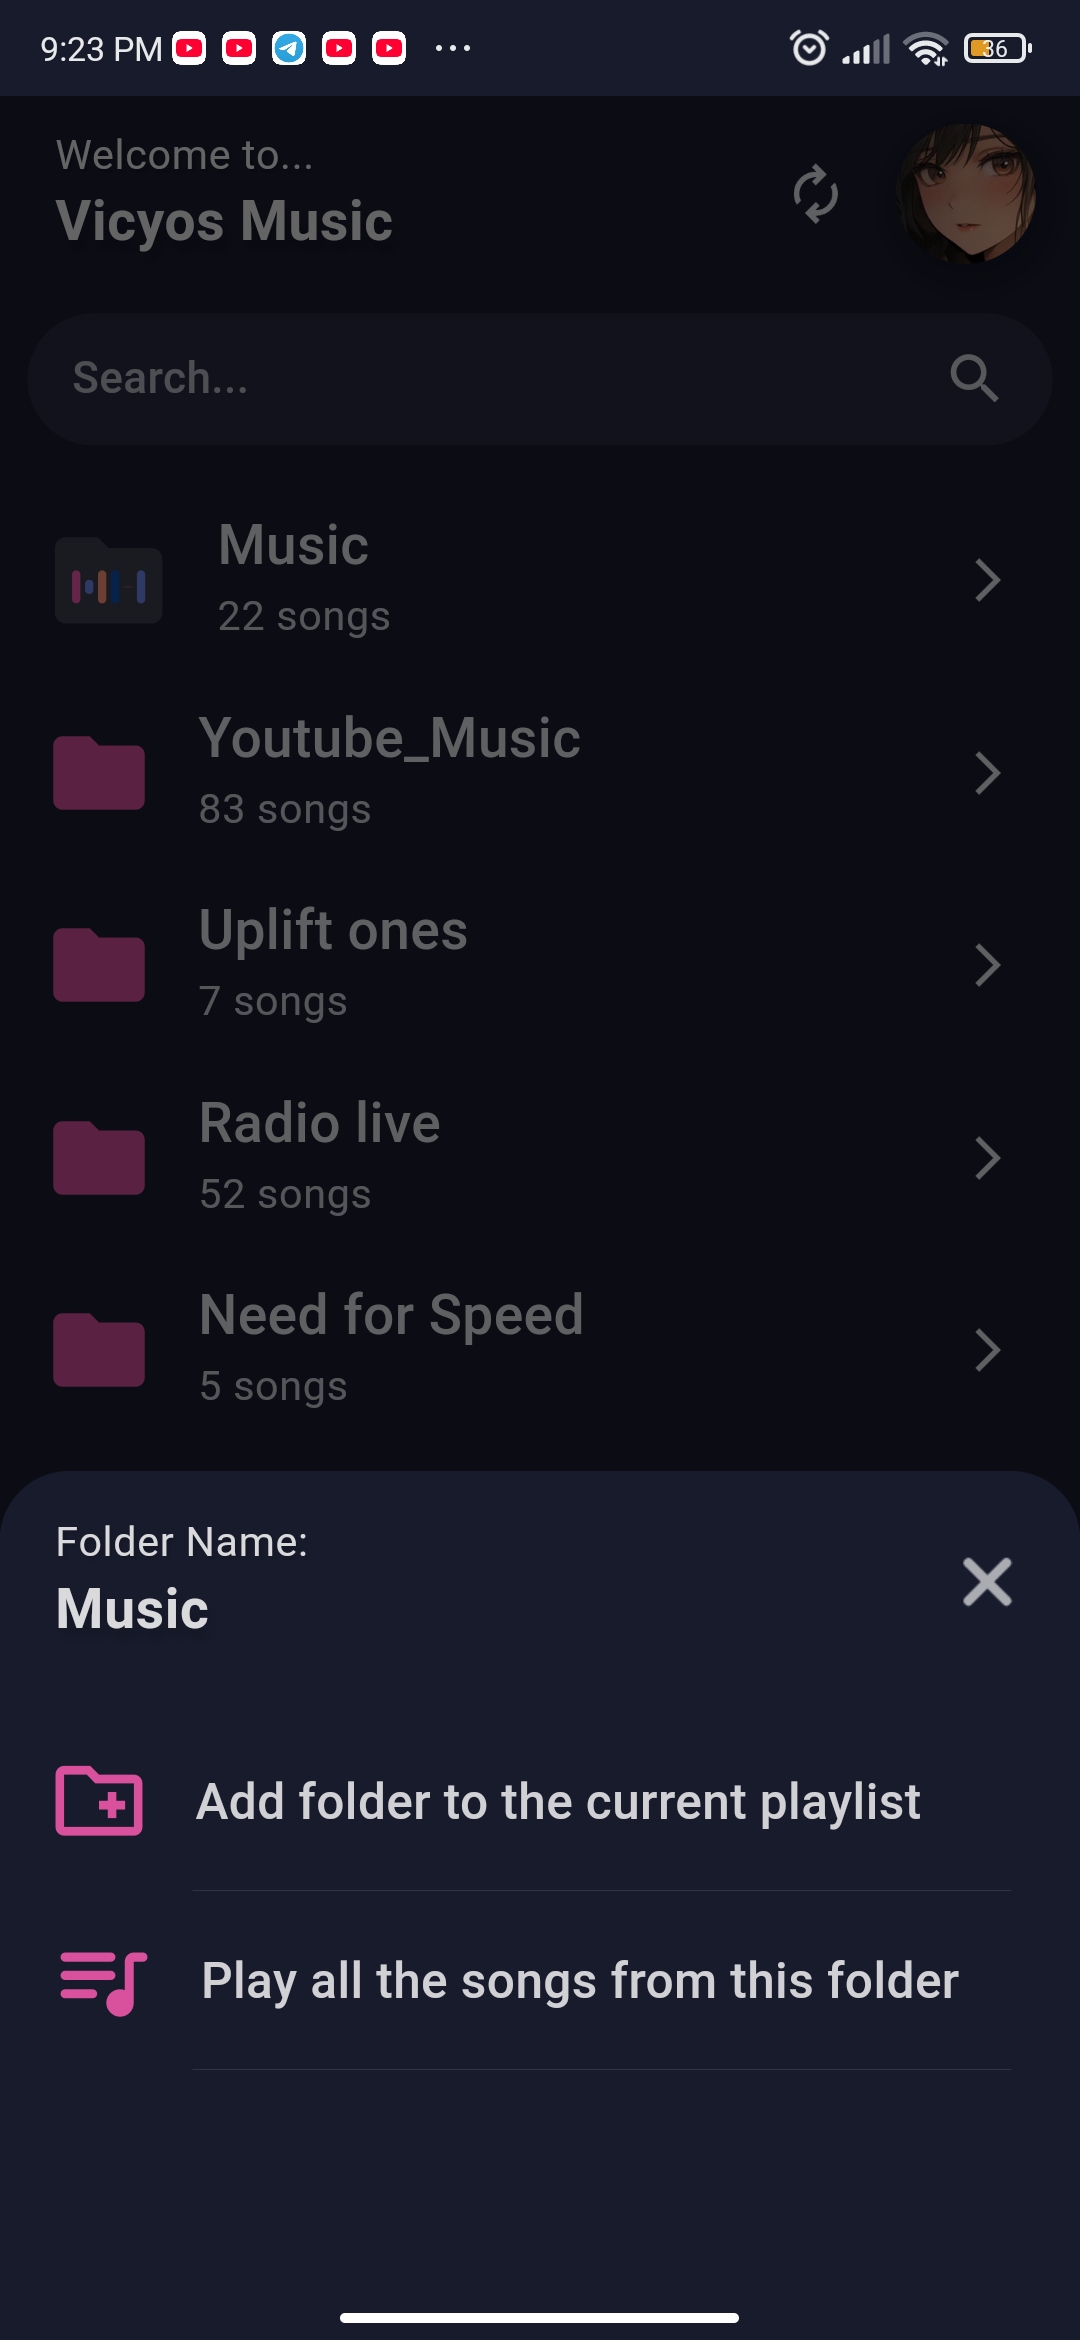 9:23 PM
36
Welcome to...
Vicyos Music
Search...
Music
22 songs
Youtube_Music
83 songs
Uplift ones
7 songs
Radio live
52 songs
Need for Speed
5 songs
Folder Name:
Music
Add folder to the current playlist
Play all the songs from this folder